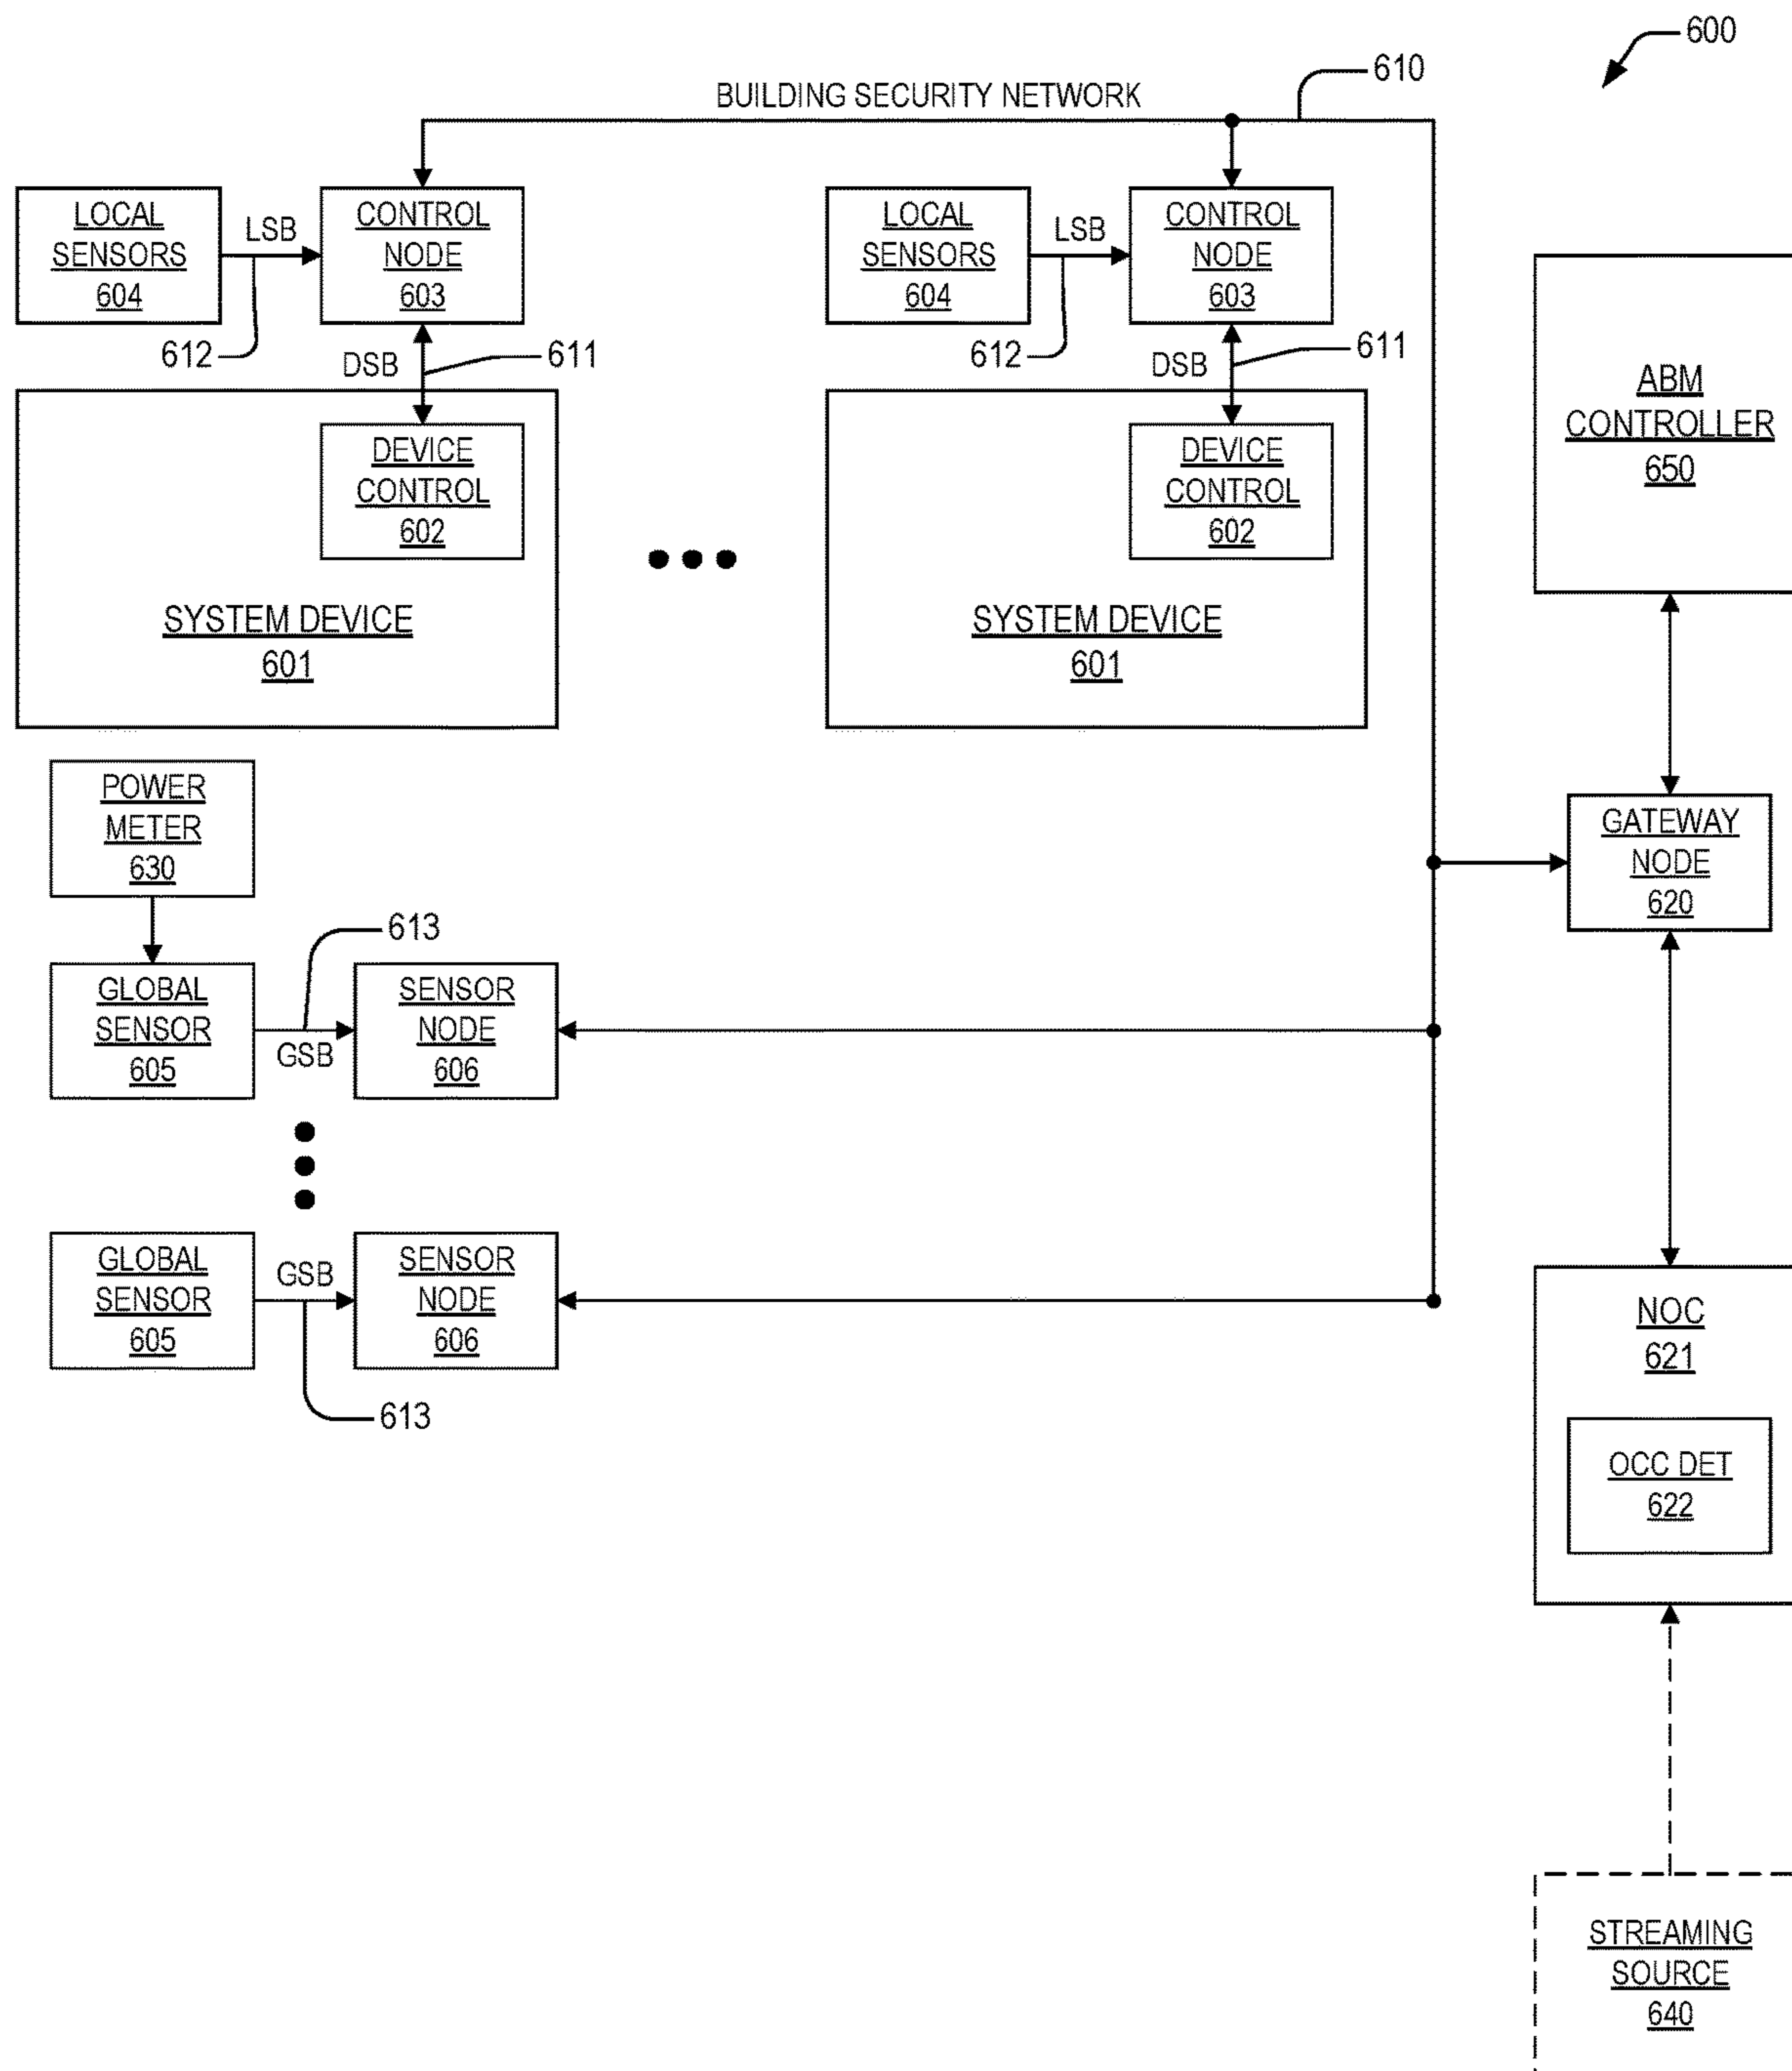 600
610
BUILDING SECURITY NETWORK
LOCAL
SENSORS
604
LSB
612
CONTROL
NODE
603
DSB
611
DEVICE
CONTROL
602
SYSTEM DEVICE
601
LOCAL
SENSORS
604
LSB
612
CONTROL
NODE
603
DSB
611
DEVICE
CONTROL
602
SYSTEM DEVICE
601
ABM
CONTROLLER
650
POWER
METER
630
GATEWAY
NODE
620
613
GLOBAL
SENSOR
605
GSB
SENSOR
NODE
606
GLOBAL
SENSOR
605
GSB
SENSOR
NODE
606
613
NOC
621
OCC DET
622
STREAMING
SOURCE
640